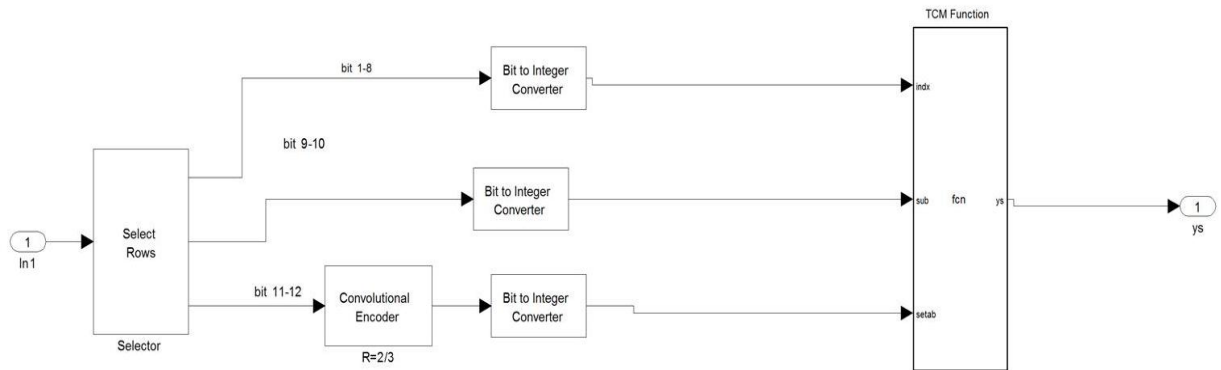 TCM Function
bit 1-8
Bit to Integer
Converter
indx
bit 9-10
Select
Rows
Bit to Integer
Converter
sub
fcn
ys
1
In1
1
ys
bit 11-12
Convolutional
Encoder
Bit to Integer
Converter
setab
Selector
R=2/3